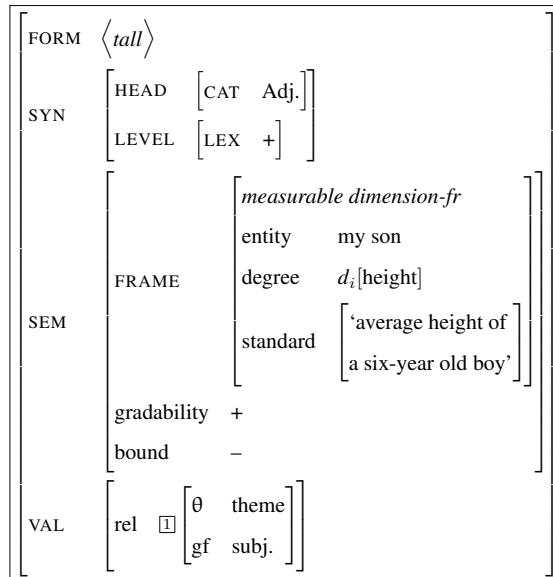 FORM ⟨tall⟩
HEAD [CAT Adj.]
SYN
LEVEL [LEX +]
measurable dimension-fr
entity my son
degree dᵢ[height]
FRAME
standard ‘average height of
a six-year old boy’
SEM
gradability +
bound –
VAL rel 1 θ theme
gf subj.